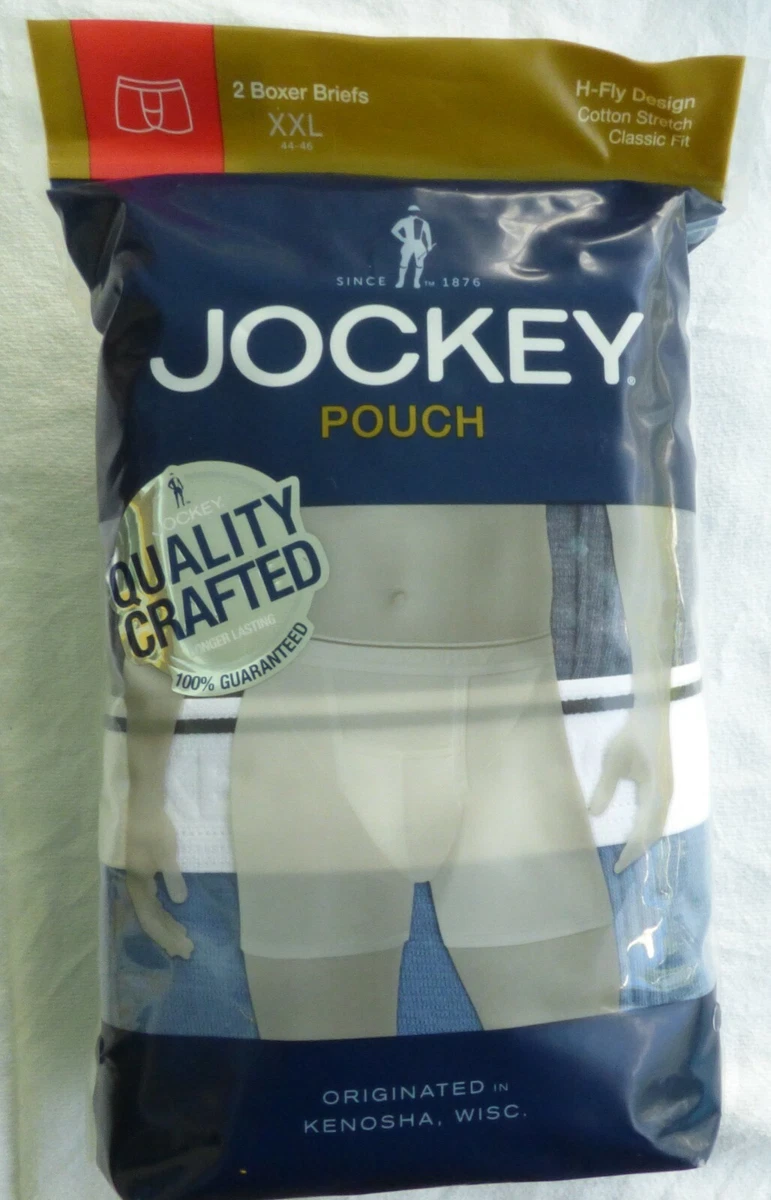 2 Boxer Briefs
XXL
44-46
H-Fly Design
Cotton Stretch
Classic Fit
SINCE ™ 1876
JOCKEY®
POUCH
JOCKEY
QUALITY
CRAFTED
LONGER LASTING
100% GUARANTEED
ORIGINATED IN
KENOSHA, WISC.